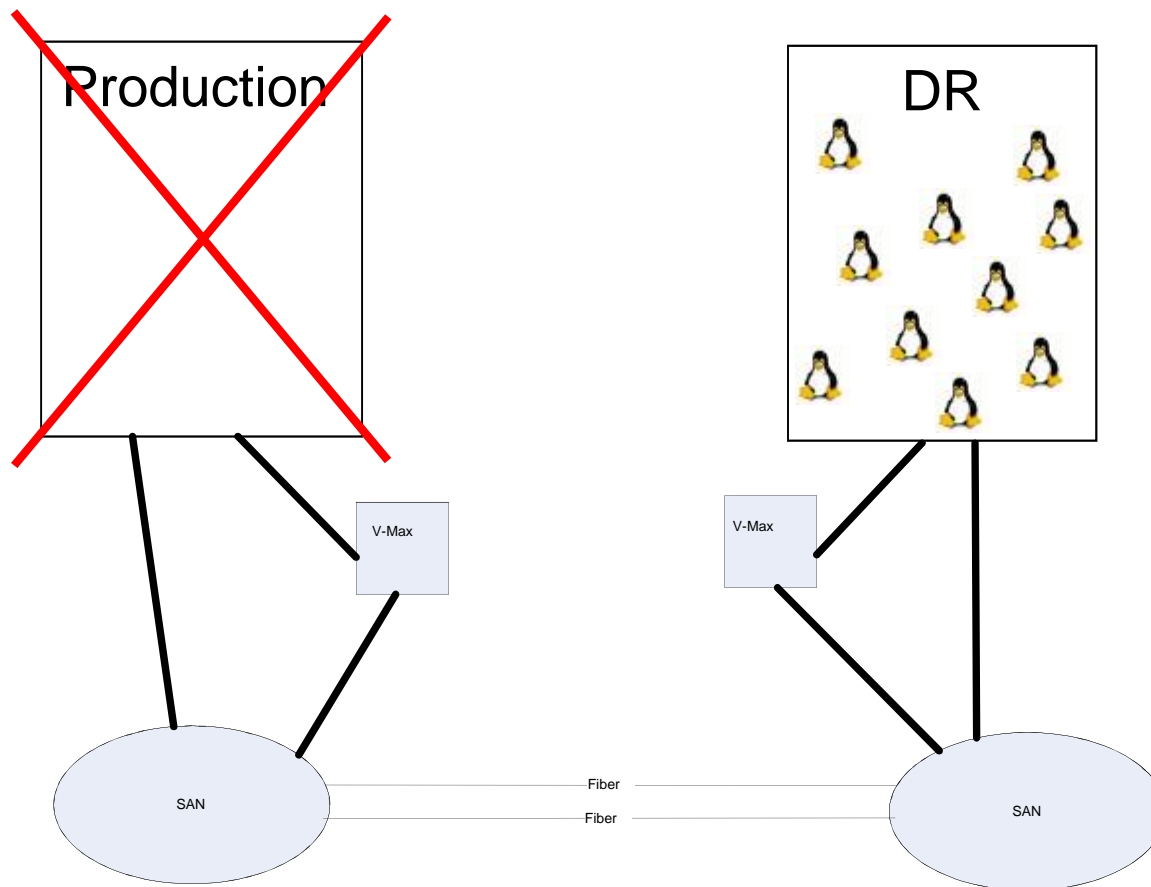 Production
DR
V-Max
V-Max
Fiber
Fiber
SAN
SAN